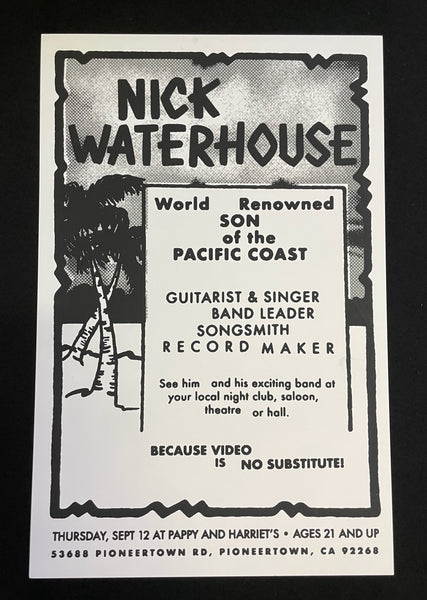 NICK
WATERHOUSE
World Renowned
SON
of the
PACIFIC COAST
GUITARIST & SINGER
BAND LEADER
SONGSMITH
RECORD MAKER
See him and his exciting band at
your local night club, saloon,
theatre or hall.
BECAUSE VIDEO
IS NO SUBSTITUTE!
THURSDAY, SEPT 12 AT PAPPY AND HARRIET'S • AGES 21 AND UP
53688 PIONEERTOWN RD, PIONEERTOWN, CA 92268